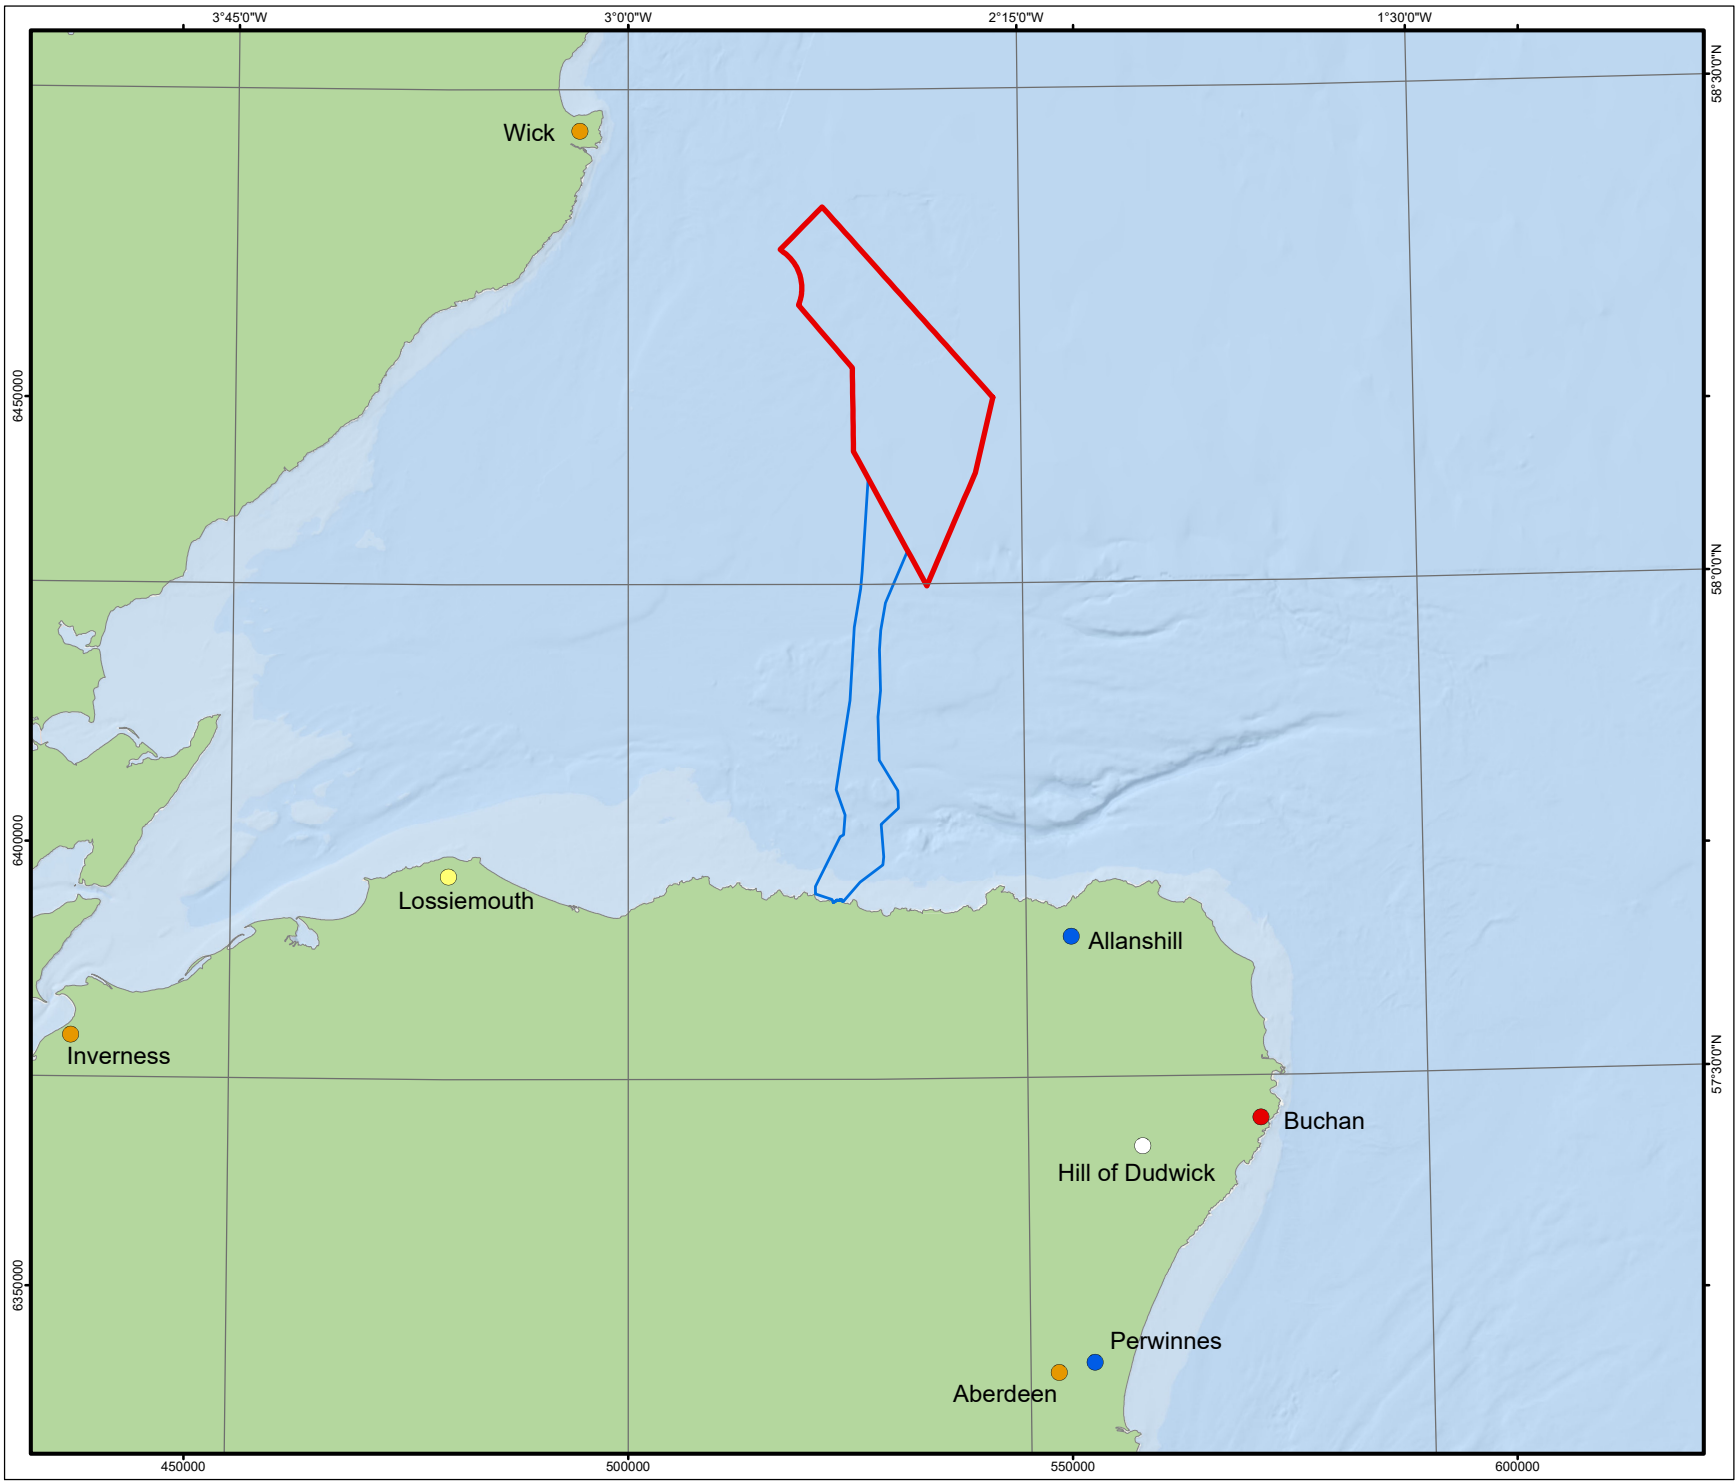 3°45'0"W
3°0'0"W
2°15'0"W
1°30'0"W
58°30'0"N
Wick
6450000
58°0'0"N
6400000
Lossiemouth
Allanshill
Inverness
57°30'0"N
Buchan
Hill of Dudwick
6350000
Perwinnes
Aberdeen
450000
500000
550000
600000